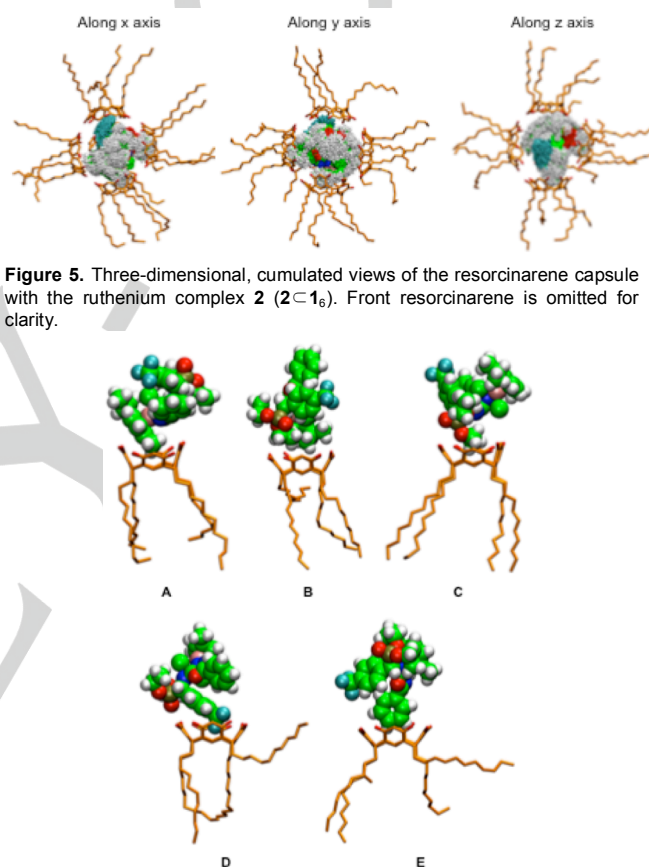 Along x axis Along y axis Along z axis
Figure 5. Three-dimensional, cumulated views of the resorcinarene capsule
with the ruthenium complex 2 (2⊂1₆). Front resorcinarene is omitted for
clarity.
A B C
D E